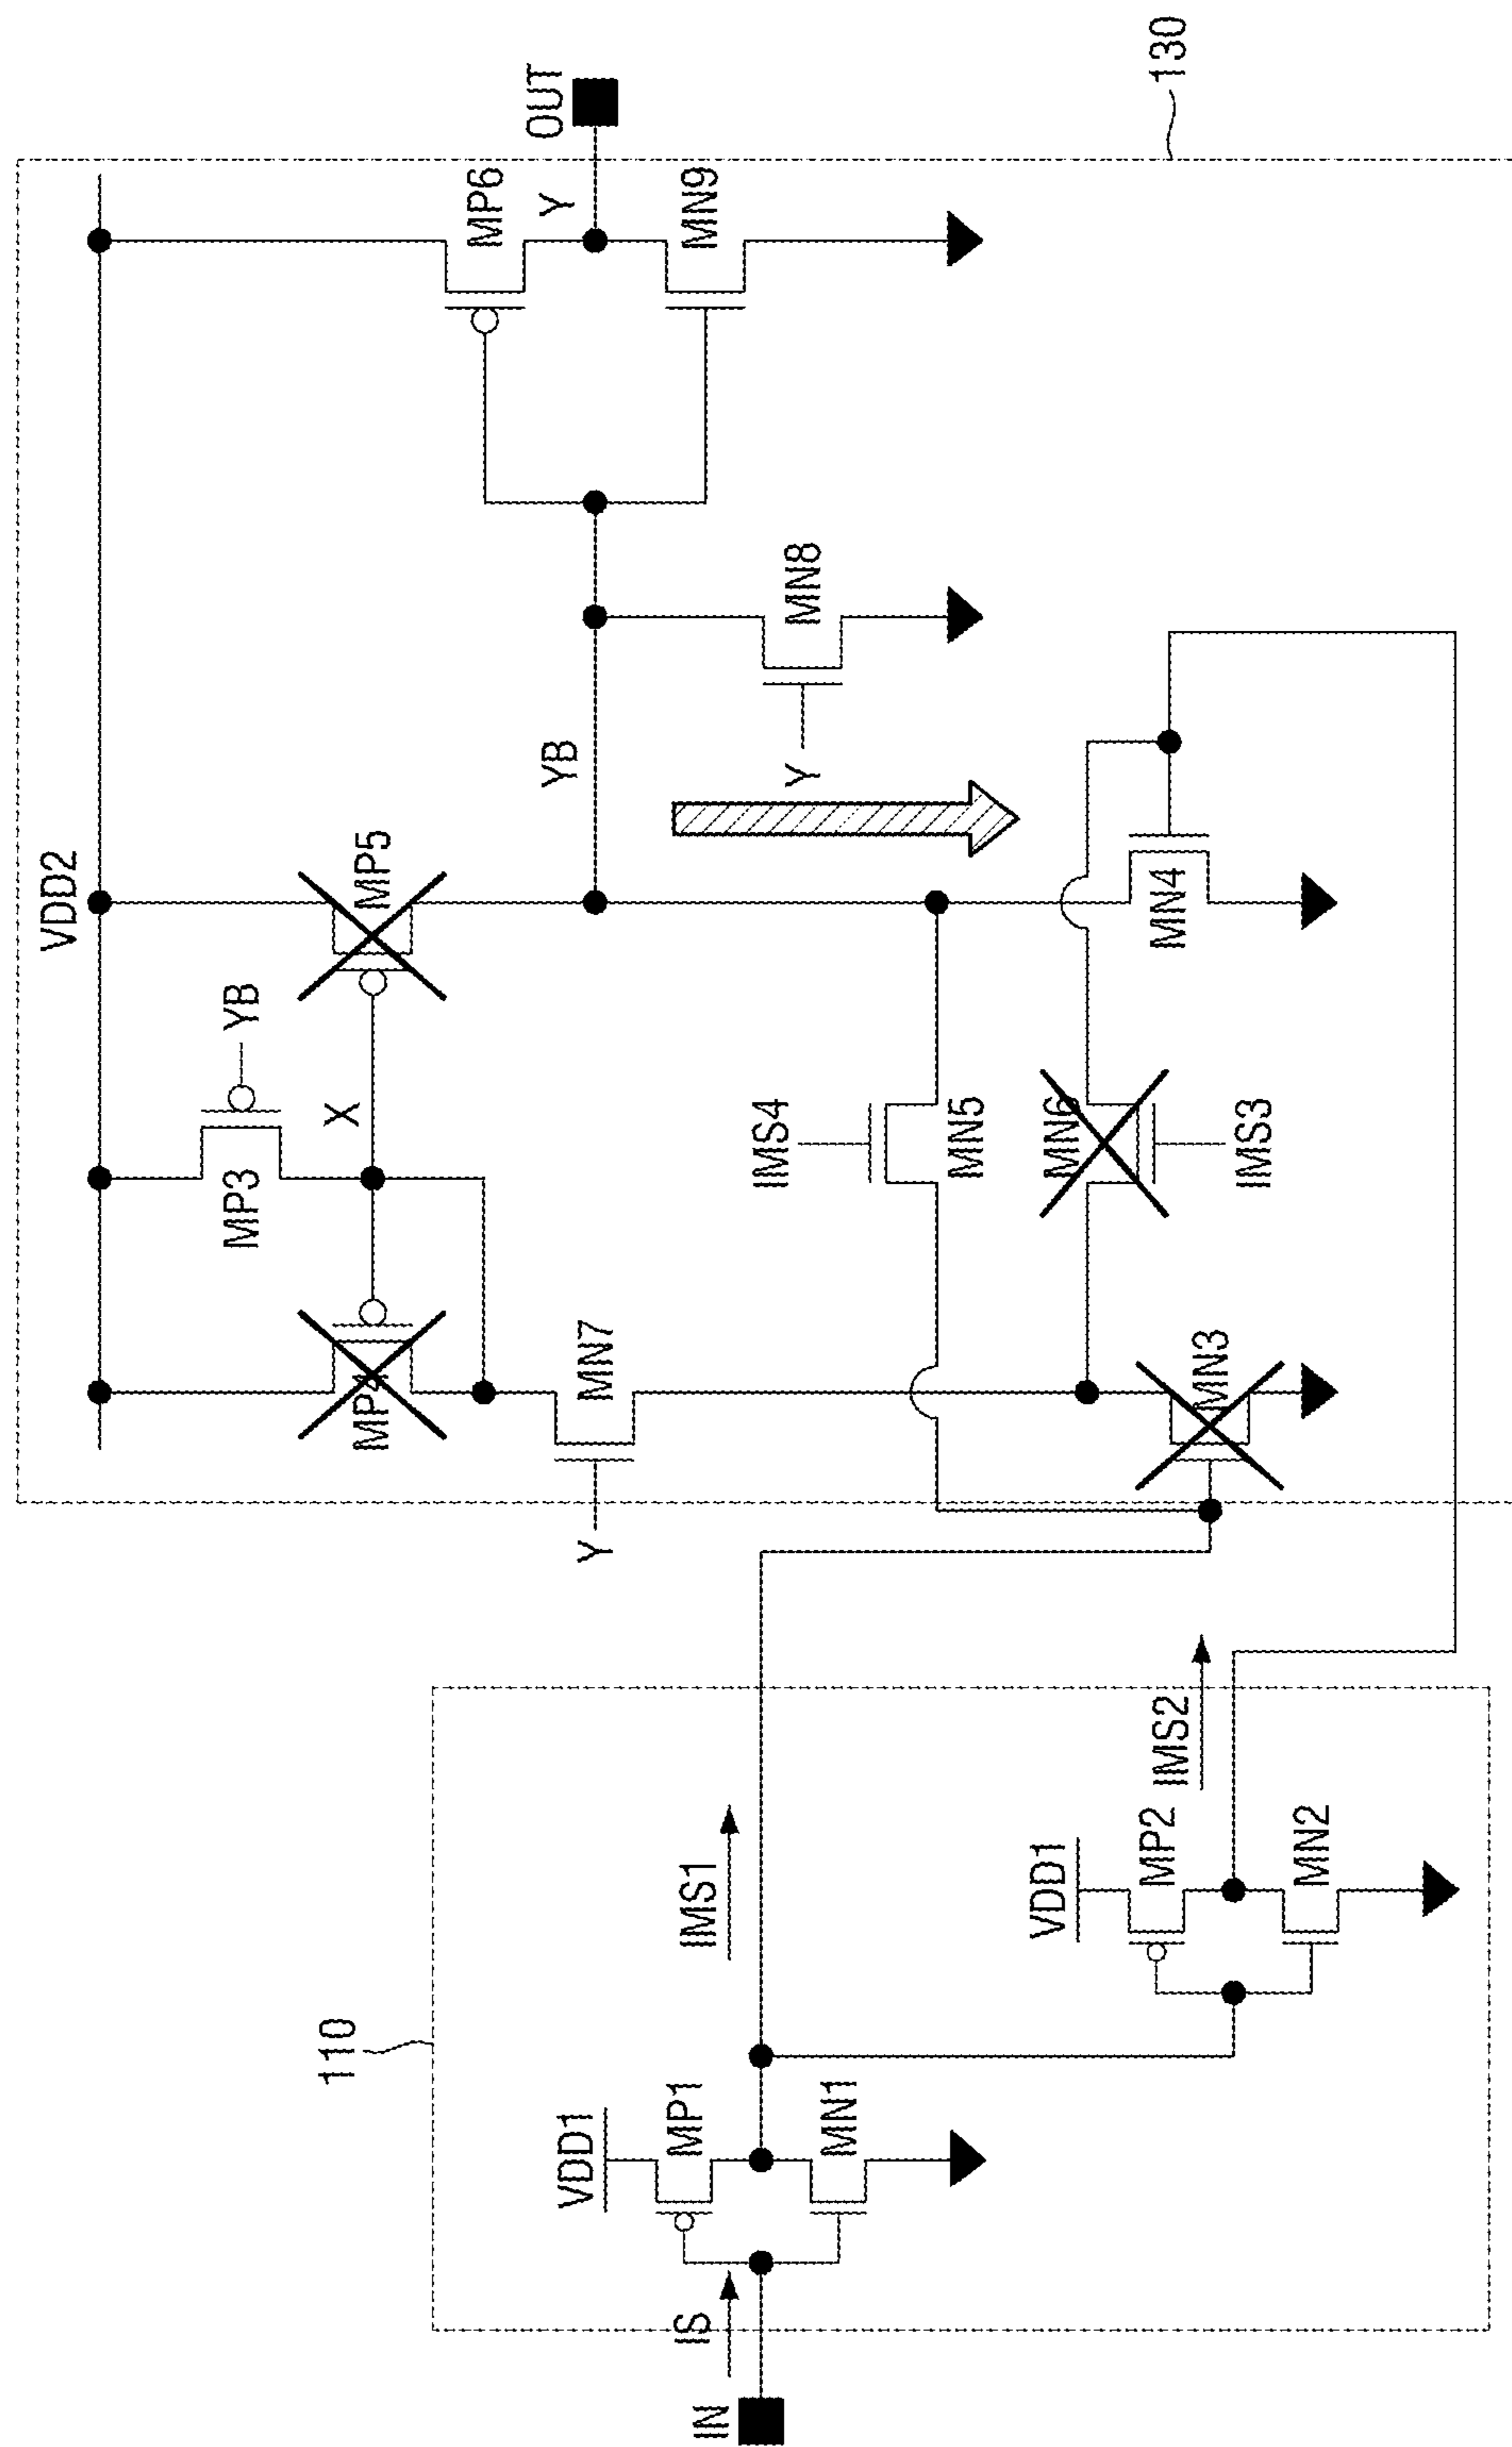 130
VDD2
OUT
MP6
Y
MN9
MP5
YB
MN8
Y
YB
MP3
X
MP4
MN7
Y
IMS4
MN5
MN6
IMS3
MN4
MN3
110
VDD1
MP1
MN1
IS
IN
IMS1
VDD1
MP2
MN2
IMS2